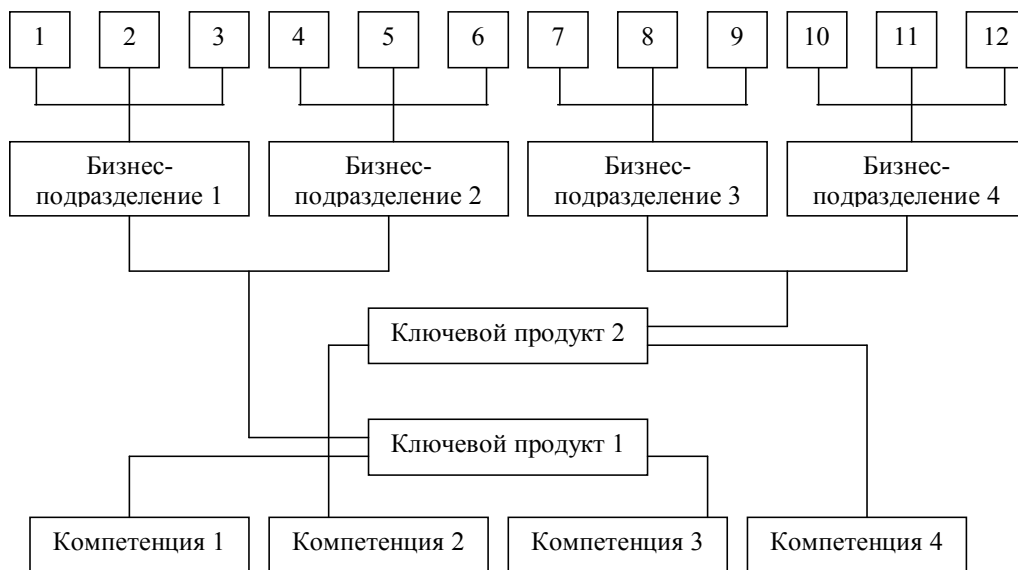 1 2 3 4 5 6 7 8 9 10 11 12
Бизнес-
подразделение 1
Бизнес-
подразделение 2
Бизнес-
подразделение 3
Бизнес-
подразделение 4
Ключевой продукт 2
Ключевой продукт 1
Компетенция 1 Компетенция 2 Компетенция 3 Компетенция 4